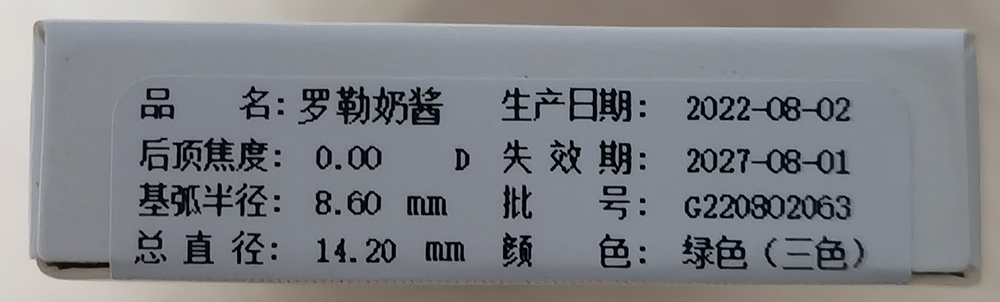 品 名: 罗勒奶酱 生产日期: 2022-08-02
后顶焦度: 0.00 D 失效期: 2027-08-01
基弧半径: 8.60 mm 批 号: G220802063
总直径: 14.20 mm 颜 色: 绿色（三色）